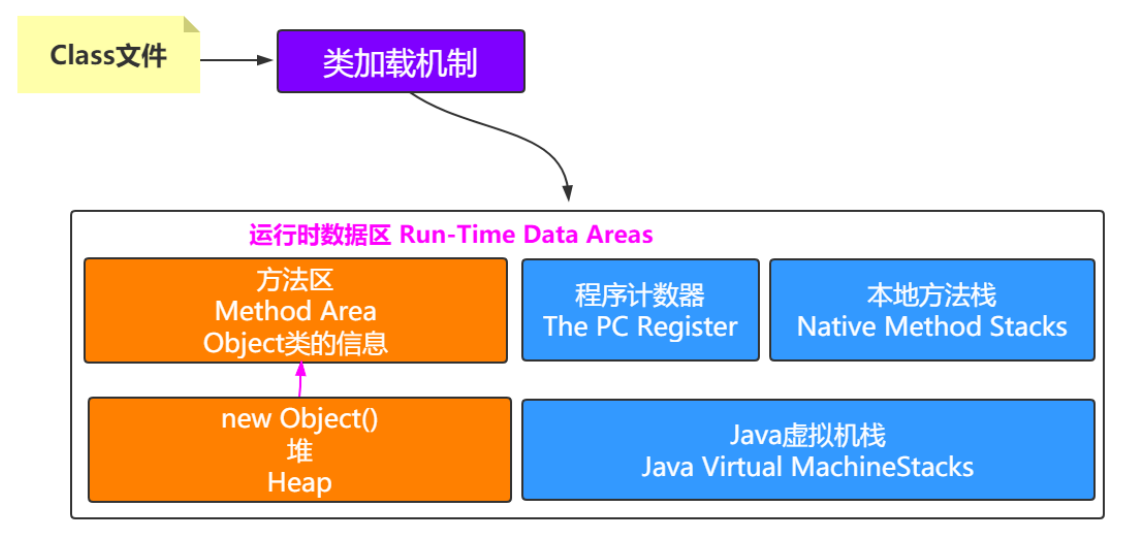 Class文件
类加载机制
运行时数据区 Run-Time Data Areas
方法区
Method Area
Object类的信息
程序计数器
The PC Register
本地方法栈
Native Method Stacks
new Object()
堆
Heap
Java虚拟机栈
Java Virtual MachineStacks